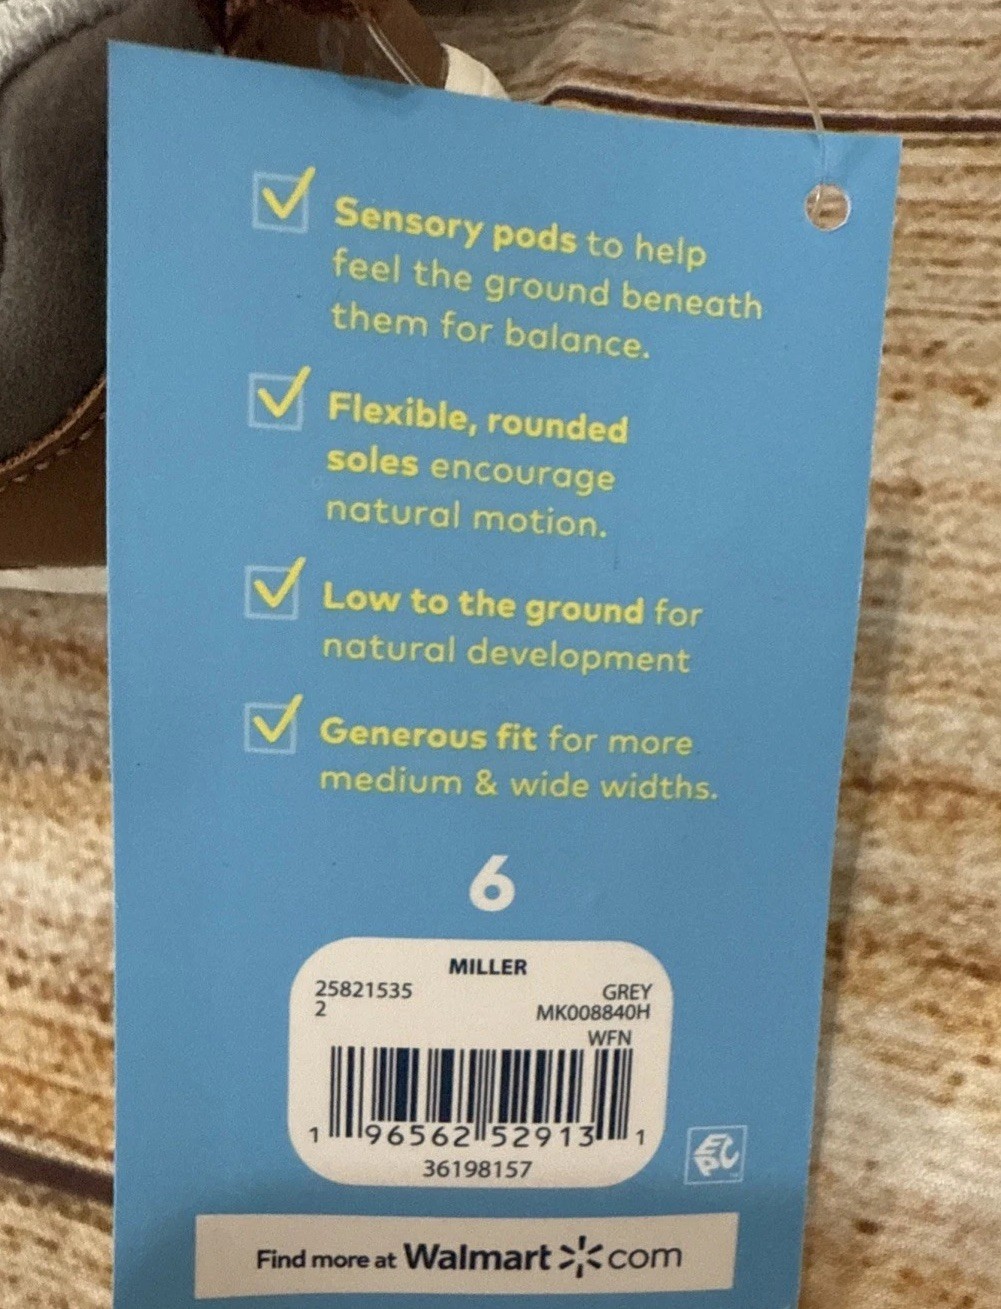 Sensory pods to help
feel the ground beneath
them for balance.
Flexible, rounded
soles encourage
natural motion.
Low to the ground for
natural development
Generous fit for more
medium & wide widths.
6
MILLER
25821535 GREY
2 MK008840H
WFN
1 96562 52913 1
36198157
EPC
Find more at Walmart com